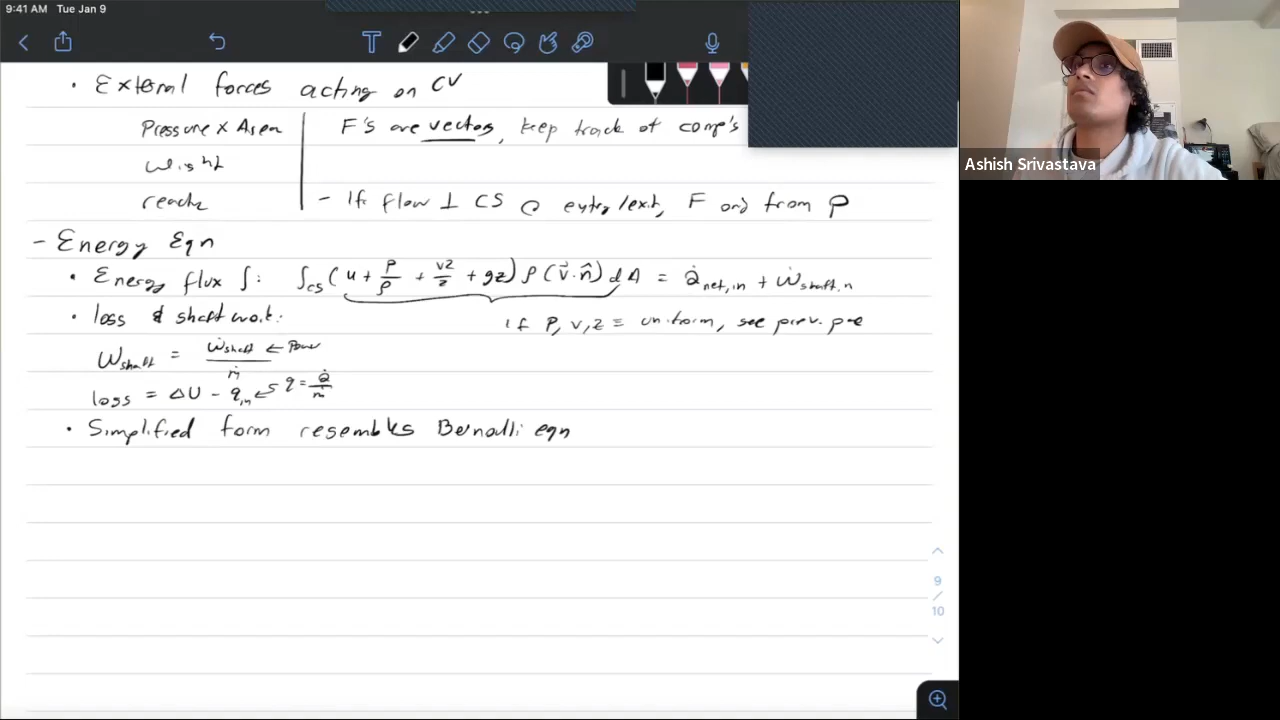 9:41 AM Tue Jan 9
• External forces acting on CV
Pressure x Area
F's are vectors, keep track of comp's
weight
reactn
- If flow ⊥ CS @ entry/exit, F only from P
- Energy Eqn
• Energy flux ∫: ∫cs (u + P/ρ + V²/2 + gz) ρ (v⃗ · n̂) dA = Q̇net,in + Ẇshaft,in
• loss & shaft work:
if P, V, z ≡ uniform, see prev.
Wshaft = Ẇshaft / ṁ ← Power
loss = ΔU - qin ← q = Q̇/ṁ
• Simplified form resembles Bernoulli eqn
9
/
10
Ashish Srivastava